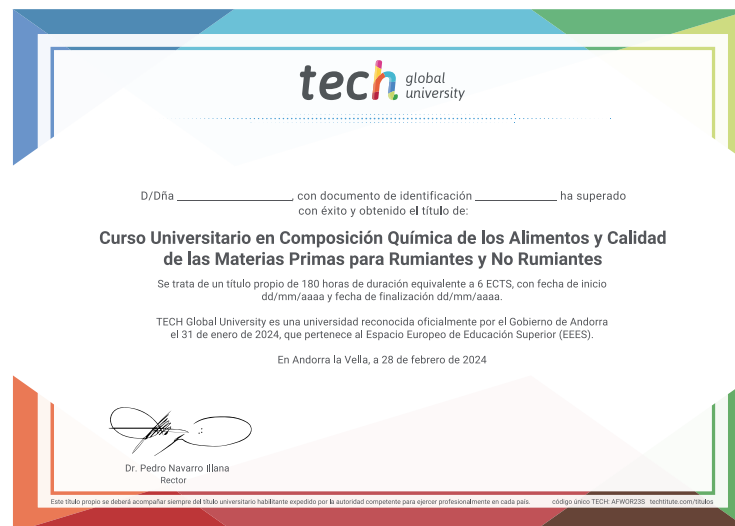 tech global university
D/Dña ____________________, con documento de identificación ______________ ha superado
con éxito y obtenido el título de:
Curso Universitario en Composición Química de los Alimentos y Calidad
de las Materias Primas para Rumiantes y No Rumiantes
Se trata de un título propio de 180 horas de duración equivalente a 6 ECTS, con fecha de inicio
dd/mm/aaaa y fecha de finalización dd/mm/aaaa.
TECH Global University es una universidad reconocida oficialmente por el Gobierno de Andorra
el 31 de enero de 2024, que pertenece al Espacio Europeo de Educación Superior (EEES).
En Andorra la Vella, a 28 de febrero de 2024
Dr. Pedro Navarro Illana
Rector
Este título propio se deberá acompañar siempre del título universitario habilitante expedido por la autoridad competente para ejercer profesionalmente en cada país. código único TECH: AFWOR23S techtitute.com/titulos